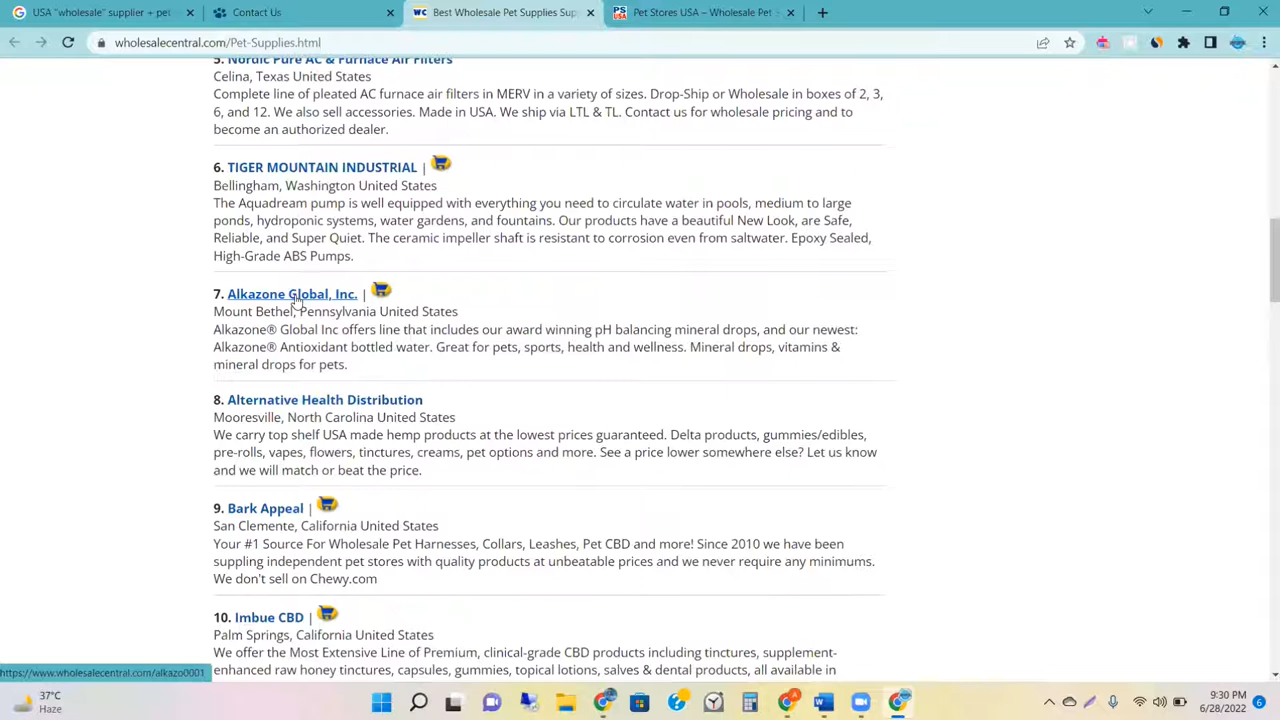 USA "wholesale" supplier + pet
Contact Us
Best Wholesale Pet Supplies Sup
Pet Stores USA – Wholesale Pet
wholesalecentral.com/Pet-Supplies.html
5. Nordic Pure AC & Furnace Air Filters
Celina, Texas United States
Complete line of pleated AC furnace air filters in MERV in a variety of sizes. Drop-Ship or Wholesale in boxes of 2, 3,
6, and 12. We also sell accessories. Made in USA. We ship via LTL & TL. Contact us for wholesale pricing and to
become an authorized dealer.
6. TIGER MOUNTAIN INDUSTRIAL |
Bellingham, Washington United States
The Aquadream pump is well equipped with everything you need to circulate water in pools, medium to large
ponds, hydroponic systems, water gardens, and fountains. Our products have a beautiful New Look, are Safe,
Reliable, and Super Quiet. The ceramic impeller shaft is resistant to corrosion even from saltwater. Epoxy Sealed,
High-Grade ABS Pumps.
7. Alkazone Global, Inc. |
Mount Bethel, Pennsylvania United States
Alkazone® Global Inc offers line that includes our award winning pH balancing mineral drops, and our newest:
Alkazone® Antioxidant bottled water. Great for pets, sports, health and wellness. Mineral drops, vitamins &
mineral drops for pets.
8. Alternative Health Distribution
Mooresville, North Carolina United States
We carry top shelf USA made hemp products at the lowest prices guaranteed. Delta products, gummies/edibles,
pre-rolls, vapes, flowers, tinctures, creams, pet options and more. See a price lower somewhere else? Let us know
and we will match or beat the price.
9. Bark Appeal |
San Clemente, California United States
Your #1 Source For Wholesale Pet Harnesses, Collars, Leashes, Pet CBD and more! Since 2010 we have been
suppling independent pet stores with quality products at unbeatable prices and we never require any minimums.
We don't sell on Chewy.com
10. Imbue CBD |
Palm Springs, California United States
We offer the Most Extensive Line of Premium, clinical-grade CBD products including tinctures, supplement-
enhanced raw honey tinctures, capsules, gummies, topical lotions, salves & dental products, all available in
https://www.wholesalecentral.com/alkazo0001
37°C
Haze
9:30 PM
6/28/2022
6